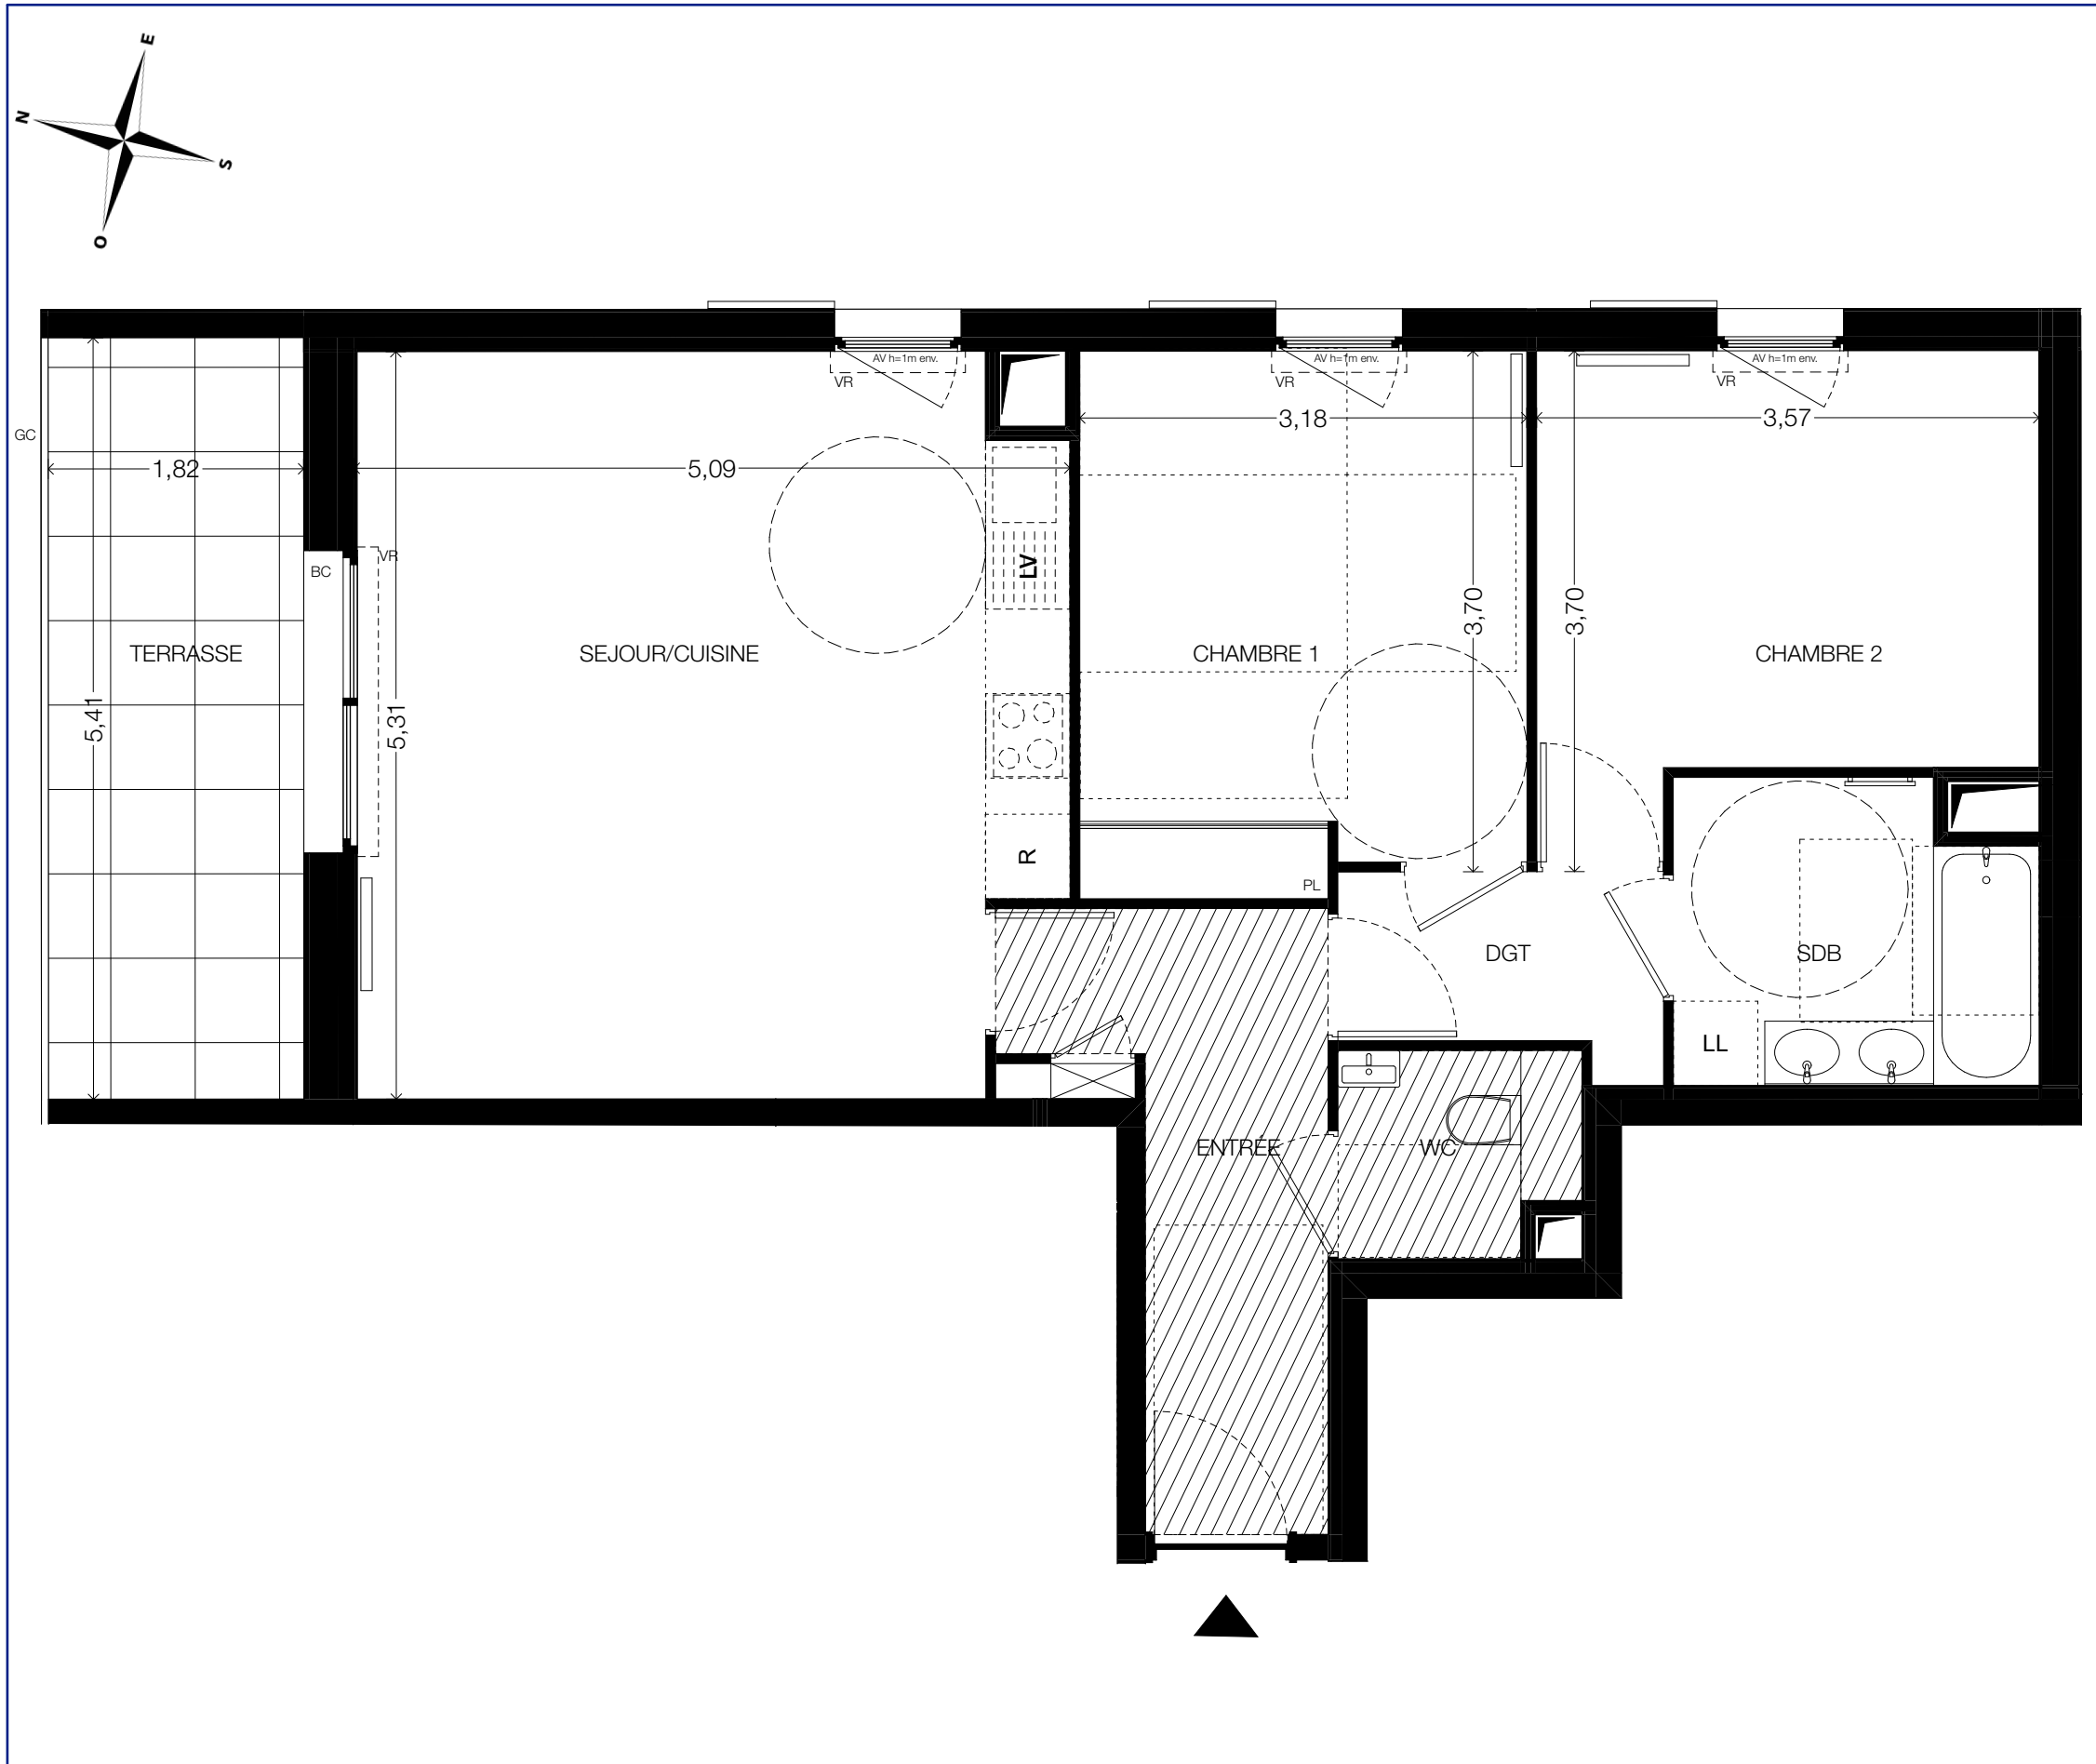 E
N
S
O
AV h=1m env.
AV h=1m env.
AV h=1m env.
VR
VR
VR
GC
1,82
5,09
3,18
3,57
VR
BC
LV
3,70
3,70
TERRASSE
SEJOUR/CUISINE
CHAMBRE 1
CHAMBRE 2
5,41
5,31
R
PL
DGT
SDB
LL
ENTRÉE
WC